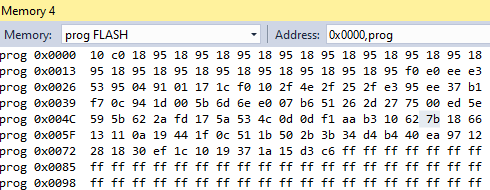 Memory 4
Memory: prog FLASH Address: 0x0000,prog
prog 0x0000 10 c0 18 95 18 95 18 95 18 95 18 95 18 95 18 95 18 95 18
prog 0x0013 95 18 95 18 95 18 95 18 95 18 95 18 95 18 95 f0 e0 ee e3
prog 0x0026 53 95 04 91 01 17 1c f0 10 2f 4e 2f 25 2f e3 95 ee 37 b1
prog 0x0039 f7 0c 94 1d 00 5b 6d 6e e0 07 b6 51 26 2d 27 75 00 ed 5e
prog 0x004C 59 5b 62 2a fd 17 5a 53 4c 0d 0d f1 aa b3 10 62 7b 18 66
prog 0x005F 13 11 0a 19 44 1f 0c 51 1b 50 2b 3b 34 d4 b4 40 ea 97 12
prog 0x0072 28 18 30 ef 1c 10 19 37 1a 15 d3 c6 ff ff ff ff ff ff ff
prog 0x0085 ff ff ff ff ff ff ff ff ff ff ff ff ff ff ff ff ff ff ff
prog 0x0098 ff ff ff ff ff ff ff ff ff ff ff ff ff ff ff ff ff ff ff